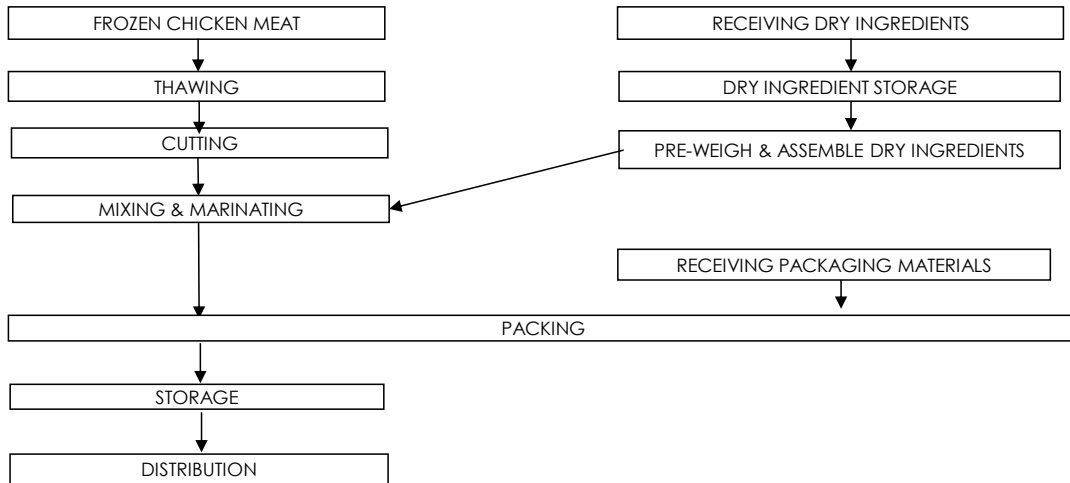 FROZEN CHICKEN MEAT
RECEIVING DRY INGREDIENTS
THAWING
DRY INGREDIENT STORAGE
CUTTING
PRE-WEIGH & ASSEMBLE DRY INGREDIENTS
MIXING & MARINATING
RECEIVING PACKAGING MATERIALS
PACKING
STORAGE
DISTRIBUTION